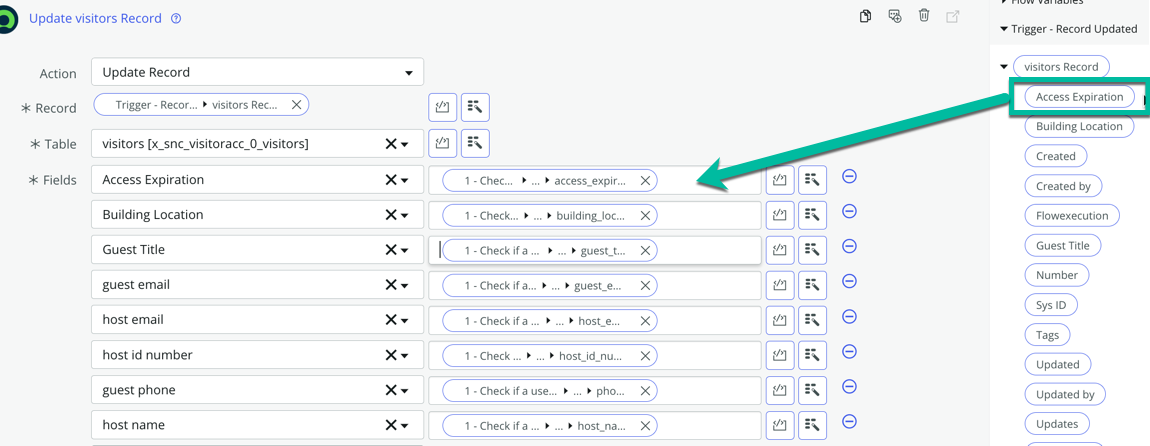 Update visitors Record
Action
Update Record
Record
Trigger - Recor... visitors Rec...
Table
visitors [x_snc_visitoracc_0_visitors]
Fields
Access Expiration
1 - Chec... ... access_expir...
Building Location
1 - Check... ... building_loc...
Guest Title
1 - Check if a ... ... guest_t...
guest email
1 - Check if a... ... guest_e...
host email
1 - Check if a ... ... host_e...
host id number
1 - Check ... ... host_id_nu...
guest phone
1 - Check if a use... ... pho...
host name
1 - Check if a ... ... host_na...
Flow Variables
Trigger - Record Updated
visitors Record
Access Expiration
Building Location
Created
Created by
Flowexecution
Guest Title
Number
Sys ID
Tags
Updated
Updated by
Updates